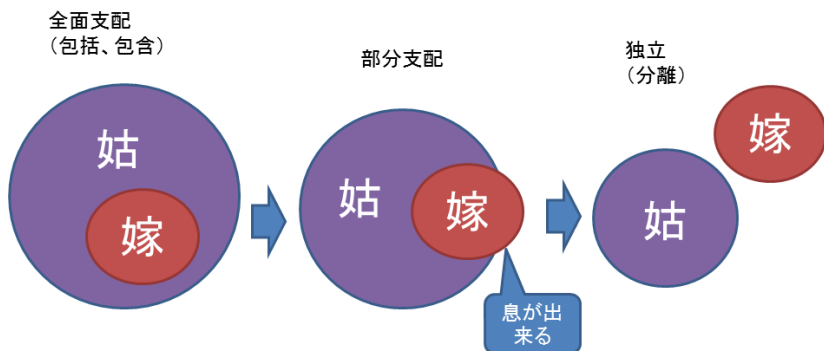 全面支配
（包括、包含）
姑
嫁
部分支配
姑
嫁
息が出
来る
独立
（分離）
嫁
姑